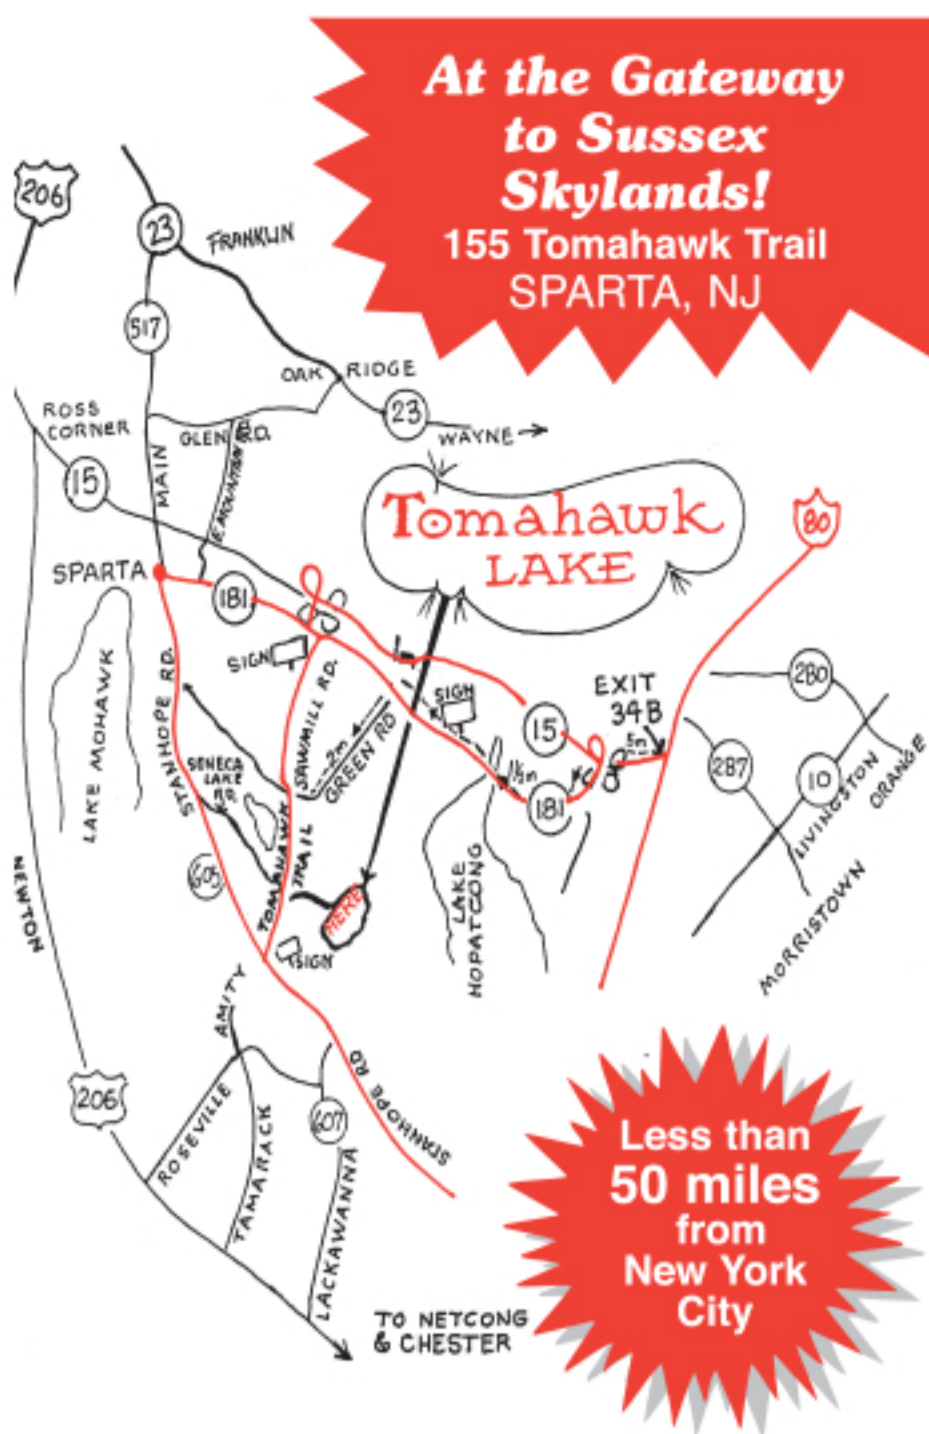 At the Gateway
to Sussex
Skylands!
155 Tomahawk Trail
SPARTA, NJ
206
23
FRANKLIN
517
OAK RIDGE
23
WAYNE
ROSS
CORNER
GLEN RD.
E. MOUNTAIN RD.
15
MAIN
Tomahawk
LAKE
80
SPARTA
181
SIGN
SAWMILL RD.
LAKE MOHAWK
STANHOPE RD.
SIGN
EXIT
34B
5m
280
15
2m
GREEN RD
SENECA
LAKE
RD.
1½m
181
287
10
LIVINGSTON
ORANGE
605
TOMAHAWK
TRAIL
HERE
LAKE
HOPATCONG
MORRISTOWN
NEWTON
SIGN
AMITY
STANHOPE RD
206
ROSEVILLE
TAMARACK
607
LACKAWANNA
TO NETCONG
& CHESTER
Less than
50 miles
from
New York
City